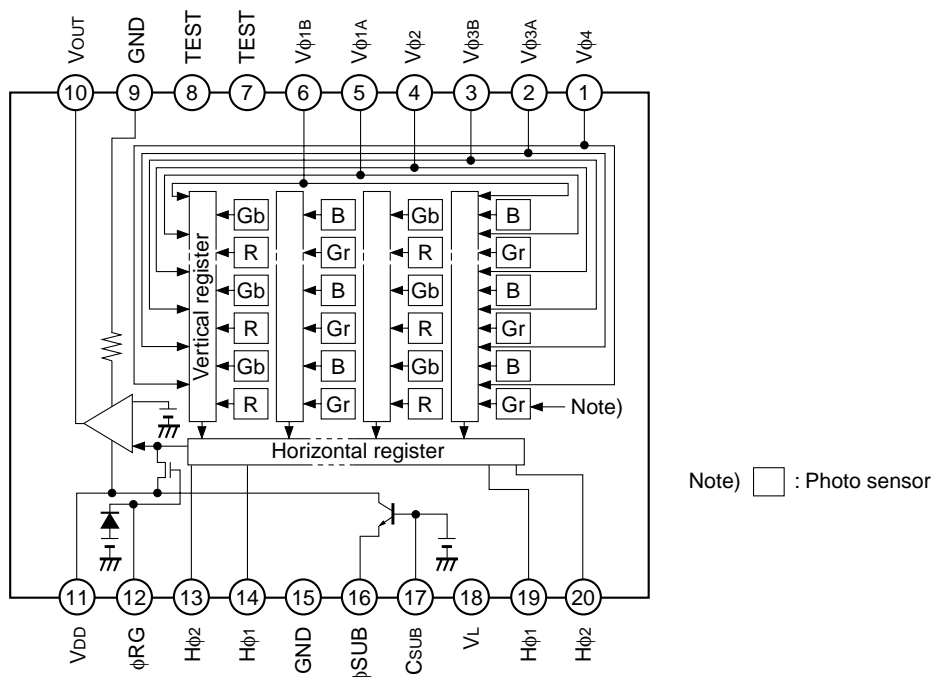 VOUT GND TEST TEST Vϕ1B Vϕ1A Vϕ2 Vϕ3B Vϕ3A Vϕ4
10 9 8 7 6 5 4 3 2 1
Vertical register
Gb B Gb B
R Gr R Gr
Gb B Gb B
R Gr R Gr
Gb B Gb B
R Gr R Gr Note)
Horizontal register
Note) : Photo sensor
11 12 13 14 15 16 17 18 19 20
VDD ϕRG Hϕ2 Hϕ1 GND ϕSUB CSUB VL Hϕ1 Hϕ2